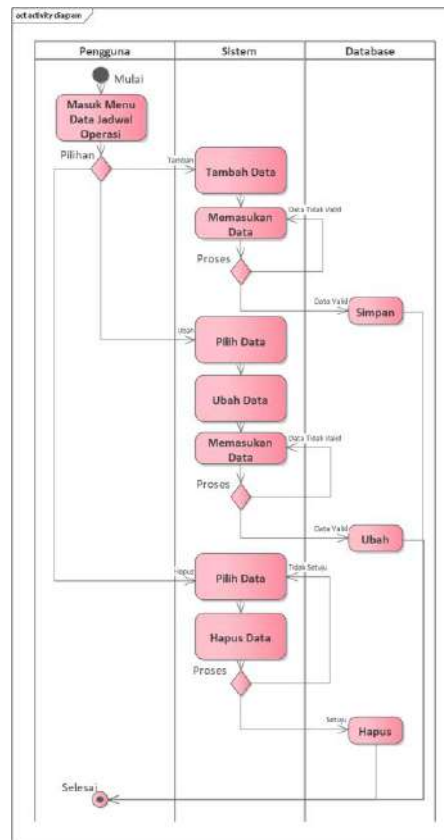 act activity diagram
Pengguna
Sistem
Database
Mulai
Masuk Menu
Data Jadwal
Operasi
Pilihan
Tambah
Tambah Data
Memasukan
Data
Data Tidak Valid
Proses
Data Valid
Simpan
Ubah
Pilih Data
Ubah Data
Memasukan
Data
Data Tidak Valid
Proses
Data Valid
Ubah
Hapus
Pilih Data
Tidak Setuju
Hapus Data
Proses
Setuju
Hapus
Selesai